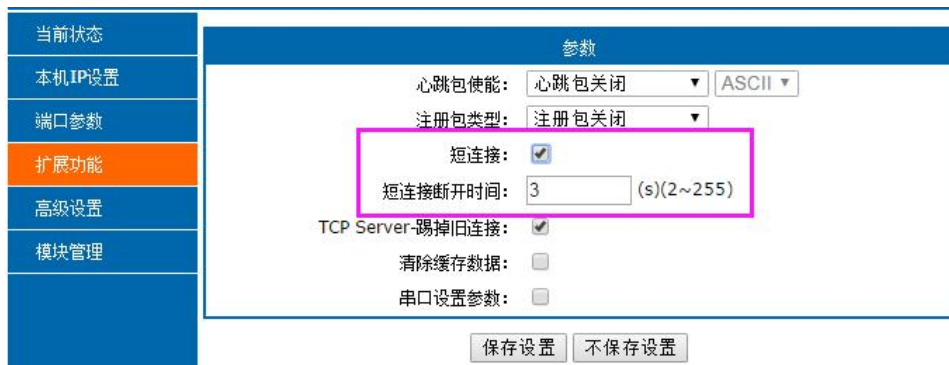 当前状态
本机IP设置
端口参数
扩展功能
高级设置
模块管理
参数
心跳包使能： 心跳包关闭 ASCII
注册包类型： 注册包关闭
短连接：
短连接断开时间： 3 (s)(2~255)
TCP Server-踢掉旧连接：
清除缓存数据：
串口设置参数：
保存设置 不保存设置